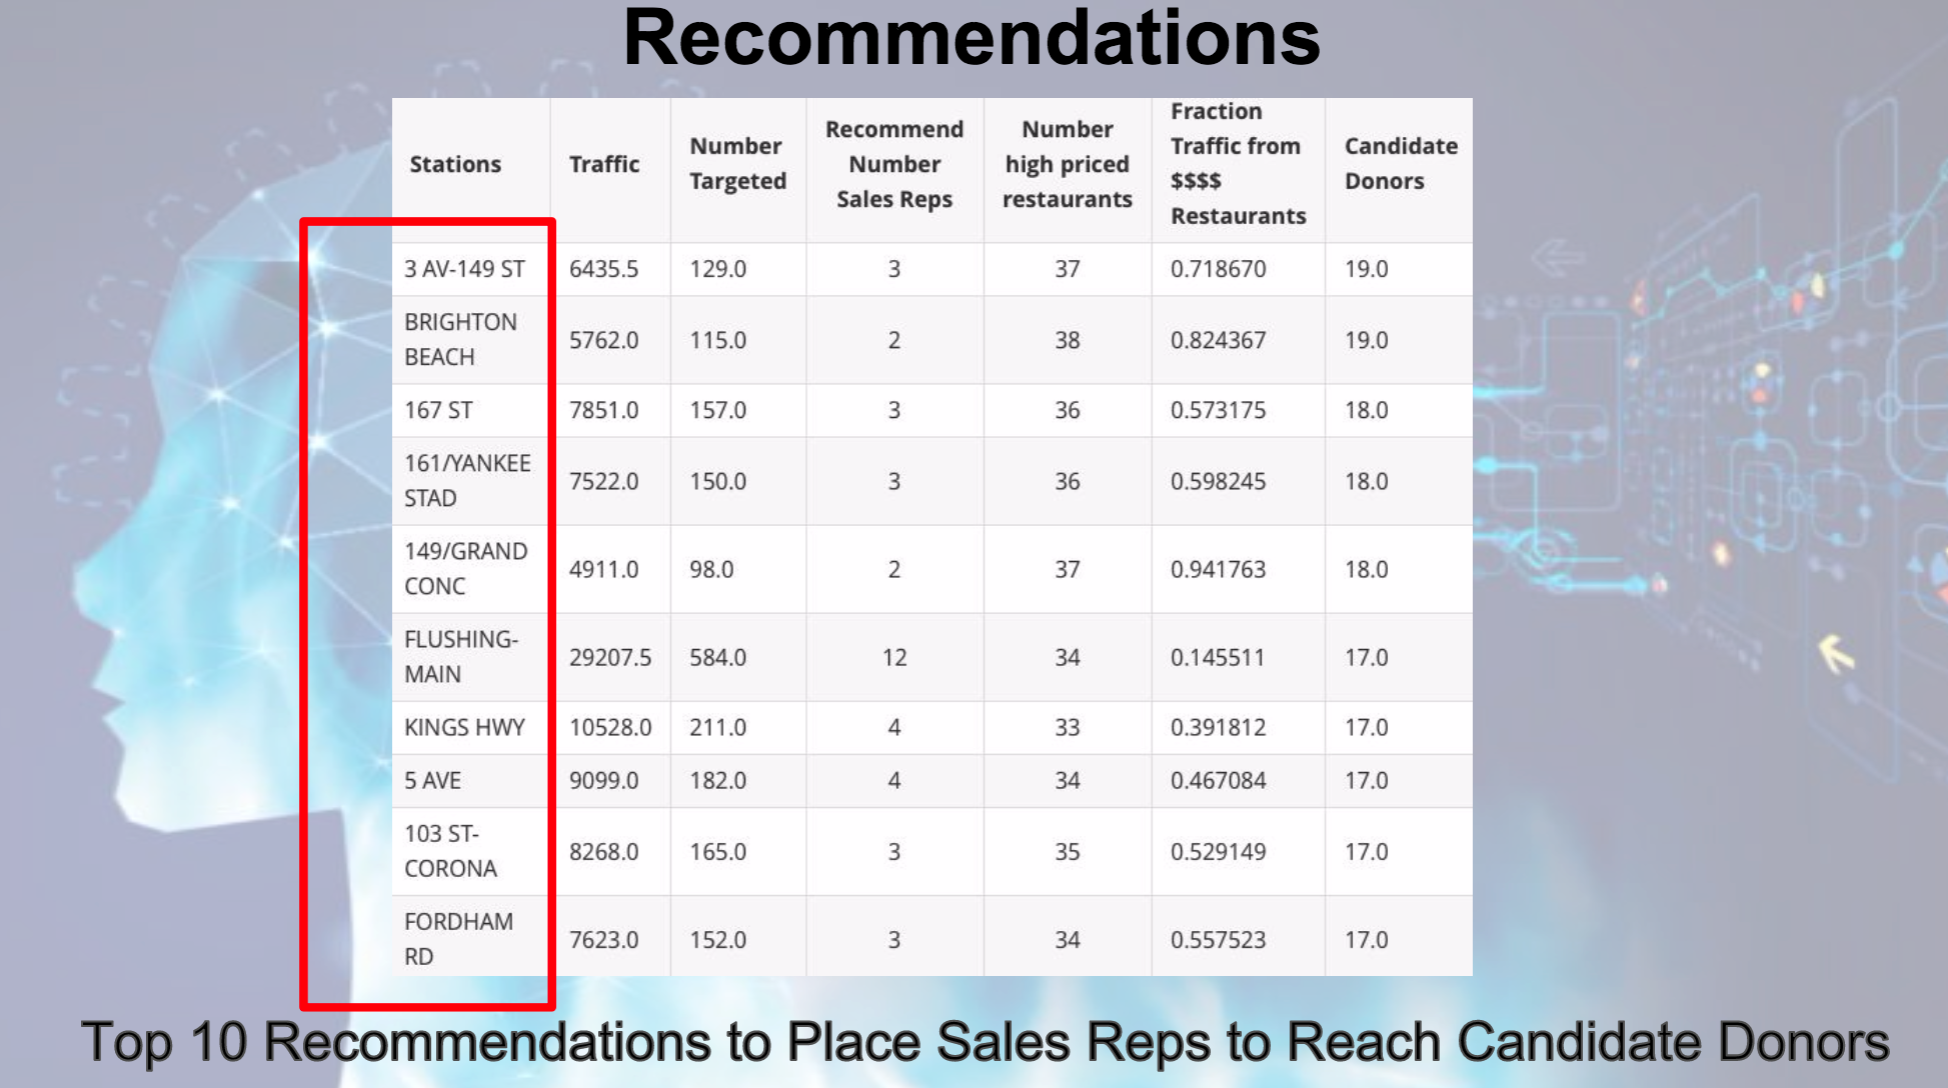 Recommendations
Stations Traffic Number Targeted Recommend Number Sales Reps Number high priced restaurants Fraction Traffic from $$$$ Restaurants Candidate Donors
3 AV-149 ST 6435.5 129.0 3 37 0.718670 19.0
BRIGHTON BEACH 5762.0 115.0 2 38 0.824367 19.0
167 ST 7851.0 157.0 3 36 0.573175 18.0
161/YANKEE STAD 7522.0 150.0 3 36 0.598245 18.0
149/GRAND CONC 4911.0 98.0 2 37 0.941763 18.0
FLUSHING-MAIN 29207.5 584.0 12 34 0.145511 17.0
KINGS HWY 10528.0 211.0 4 33 0.391812 17.0
5 AVE 9099.0 182.0 4 34 0.467084 17.0
103 ST-CORONA 8268.0 165.0 3 35 0.529149 17.0
FORDHAM RD 7623.0 152.0 3 34 0.557523 17.0
Top 10 Recommendations to Place Sales Reps to Reach Candidate Donors